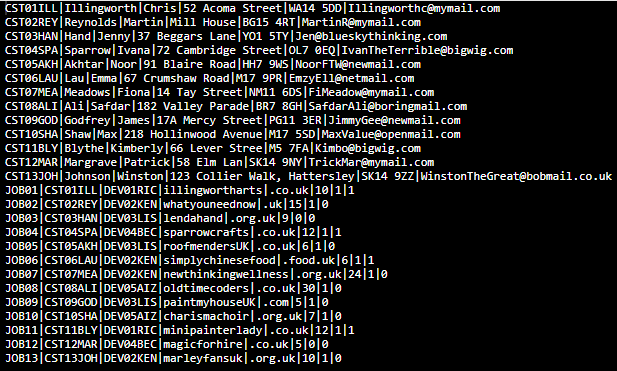 CST01ILL|Illingworth|Chris|52 Acoma Street|WA14 5DD|Illingworthc@mymail.com
CST02REY|Reynolds|Martin|Mill House|BG15 4RT|MartinR@mymail.com
CST03HAN|Hand|Jenny|37 Beggars Lane|YO1 5TY|Jen@blueskythinking.com
CST04SPA|Sparrow|Ivana|72 Cambridge Street|OL7 0EQ|IvanTheTerrible@bigwig.com
CST05AKH|Akhtar|Noor|91 Blaire Road|HH7 9WS|NoorFTW@newmail.com
CST06LAU|Lau|Emma|67 Crumshaw Road|M17 9PR|EmzyEll@netmail.com
CST07MEA|Meadows|Fiona|14 Tay Street|NM11 6DS|FiMeadow@mymail.com
CST08ALI|Ali|Safdar|182 Valley Parade|BR7 8GH|SafdarAli@boringmail.com
CST09GOD|Godfrey|James|17A Mercy Street|PG11 3ER|JimmyGee@newmail.com
CST10SHA|Shaw|Max|218 Hollinwood Avenue|M17 5SD|MaxValue@openmail.com
CST11BLY|Blythe|Kimberly|66 Lever Stree|M5 7FA|Kimbo@bigwig.com
CST12MAR|Margrave|Patrick|58 Elm Lan|SK14 9NY|TrickMar@mymail.com
CST13JOH|Johnson|Winston|123 Collier Walk, Hattersley|SK14 9ZZ|WinstonTheGreat@bobmail.co.uk
JOB01|CST01ILL|DEV01RIC|illingwortharts|.co.uk|10|1|1
JOB02|CST02REY|DEV02KEN|whatyouneednow|.uk|15|1|0
JOB03|CST03HAN|DEV03LIS|lendahand|.org.uk|9|0|0
JOB04|CST04SPA|DEV04BEC|sparrowcrafts|.co.uk|12|1|1
JOB05|CST05AKH|DEV03LIS|roofmendersUK|.co.uk|6|1|0
JOB06|CST06LAU|DEV02KEN|simplychinesefood|.food.uk|6|1|1
JOB07|CST07MEA|DEV02KEN|newthinkingwellness|.org.uk|24|1|0
JOB08|CST08ALI|DEV05AIZ|oldtimecoders|.co.uk|30|1|0
JOB09|CST09GOD|DEV03LIS|paintmyhouseUK|.com|5|1|0
JOB10|CST10SHA|DEV05AIZ|charismachoir|.org.uk|7|1|0
JOB11|CST11BLY|DEV01RIC|minipainterlady|.co.uk|12|1|1
JOB12|CST12MAR|DEV04BEC|magicforhire|.co.uk|5|0|0
JOB13|CST13JOH|DEV02KEN|marleyfansuk|.org.uk|10|1|0